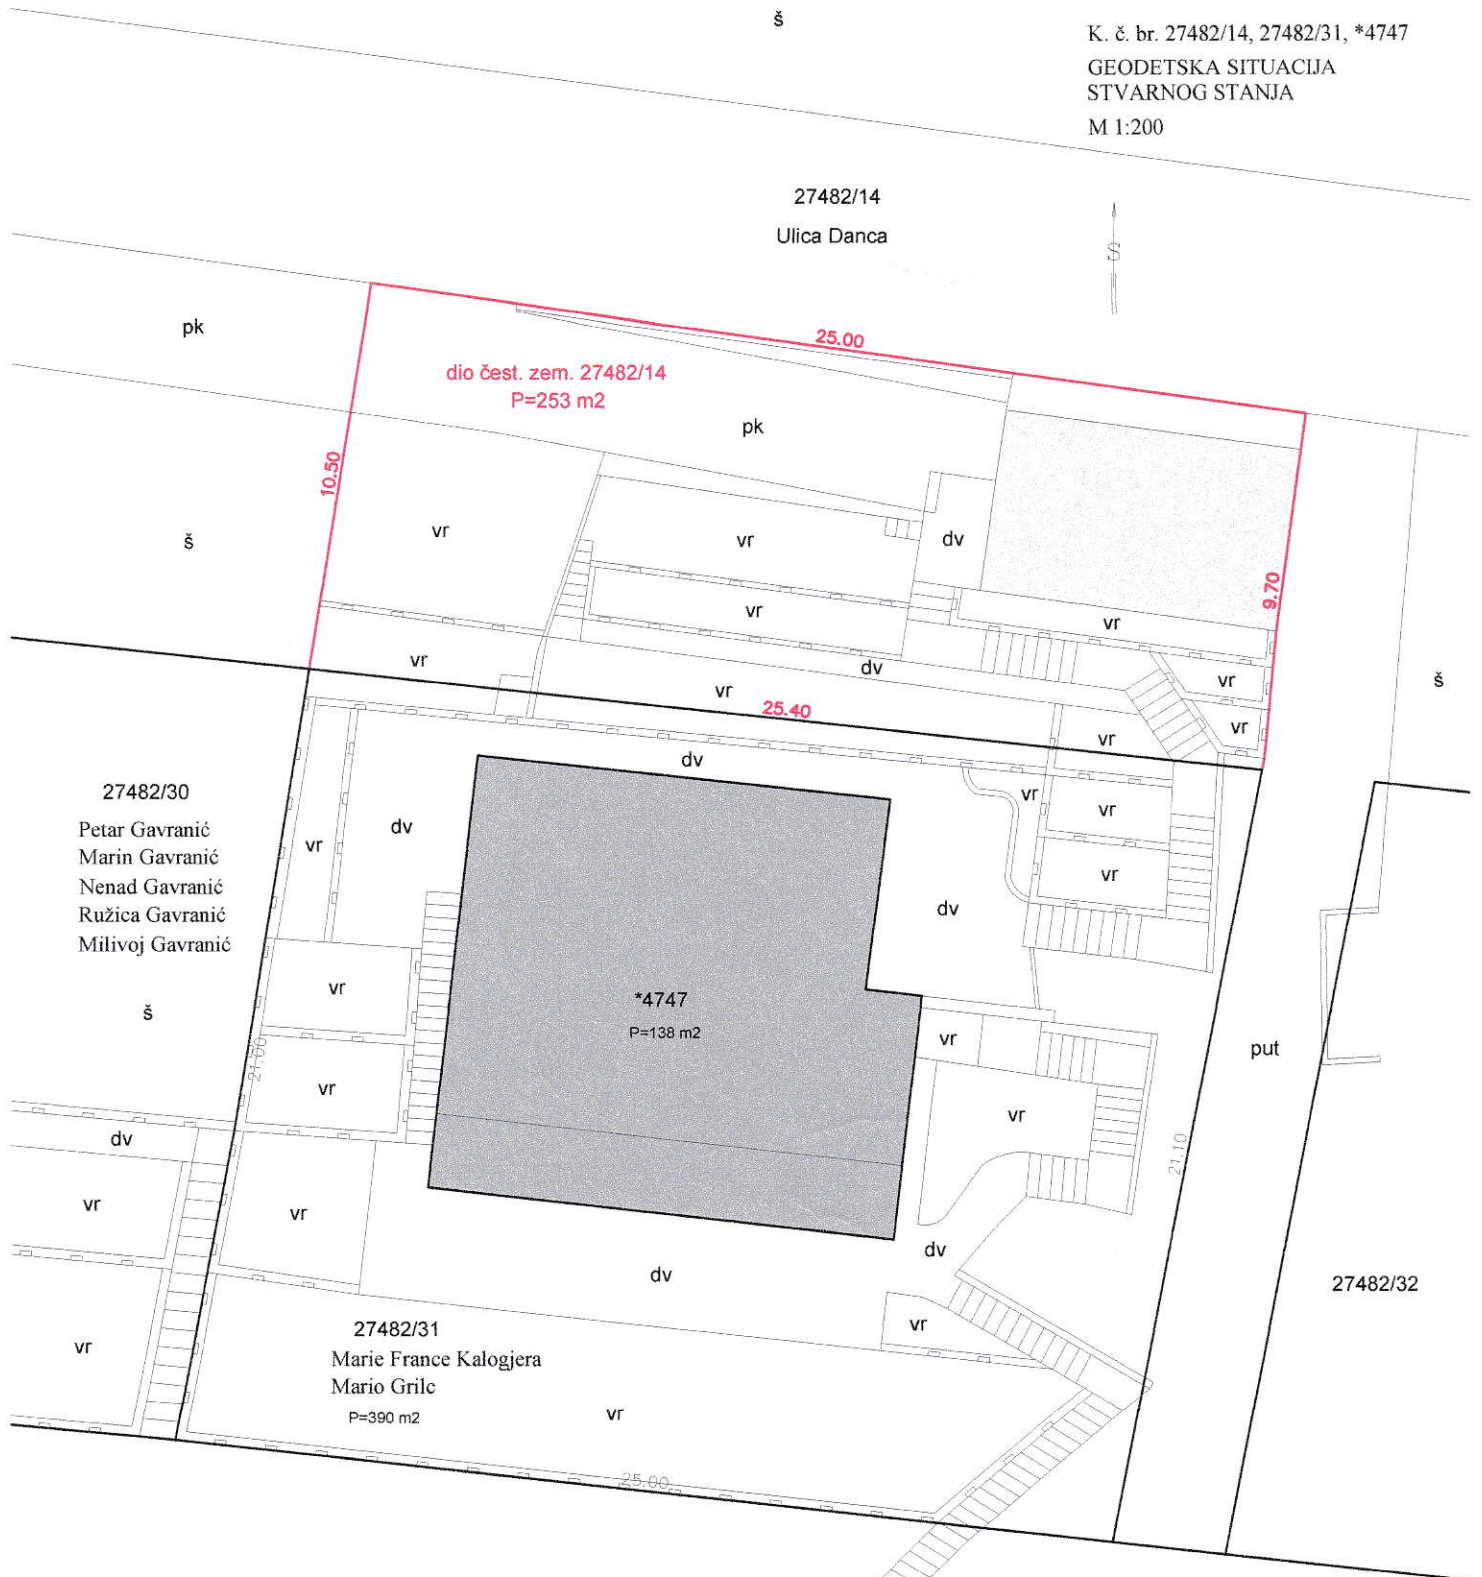 š
K. č. br. 27482/14, 27482/31, *4747
GEODETSKA SITUACIJA
STVARNOG STANJA
M 1:200
27482/14
Ulica Danca
S
pk
25.00
dio čest. zem. 27482/14
P=253 m2
pk
10.50
vr
vr
dv
š
9.70
vr
vr
vr
dv
vr
vr
š
25.40
vr
vr
dv
27482/30
Petar Gavranić
Marin Gavranić
Nenad Gavranić
Ružica Gavranić
Milivoj Gavranić
š
vr
dv
vr
vr
vr
dv
vr
*4747
P=138 m2
vr
put
21.00
vr
vr
21.10
dv
vr
vr
dv
dv
27482/32
vr
27482/31
Marie France Kalogjera
Mario Grilc
P=390 m2
vr
vr
25.00